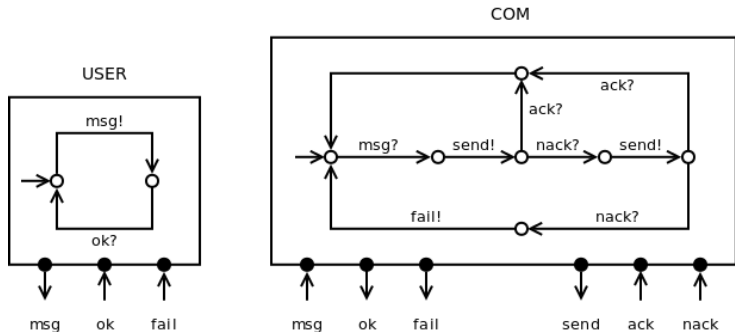 COM
USER
msg!
ack?
ack?
msg? send! nack? send!
ok?
fail! nack?
msg ok fail
msg ok fail send ack nack